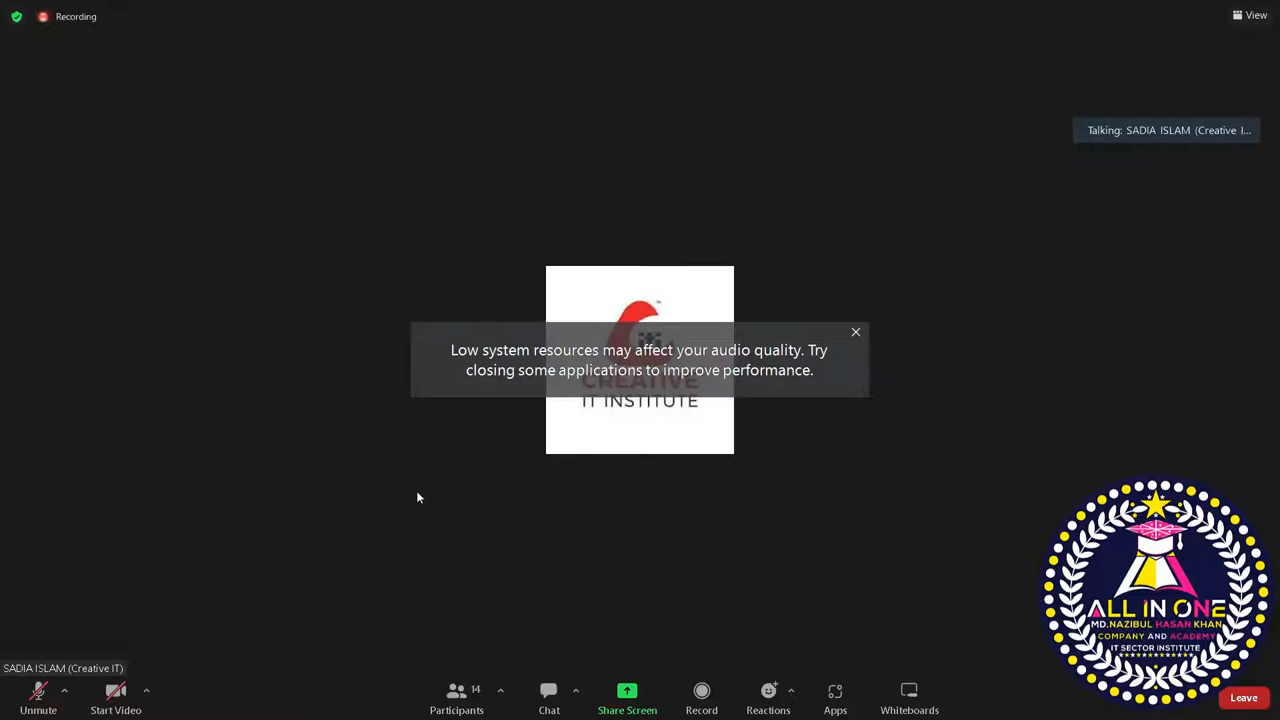 Recording
View
Talking: SADIA ISLAM (Creative I...
Low system resources may affect your audio quality. Try
closing some applications to improve performance.
CREATIVE
IT INSTITUTE
ALL IN ONE
MD.NAZIBUL HASAN KHAN
COMPANY AND ACADEMY
IT SECTOR INSTITUTE
SADIA ISLAM (Creative IT)
Unmute
Start Video
14
Participants
Chat
Share Screen
Record
Reactions
Apps
Whiteboards
Leave